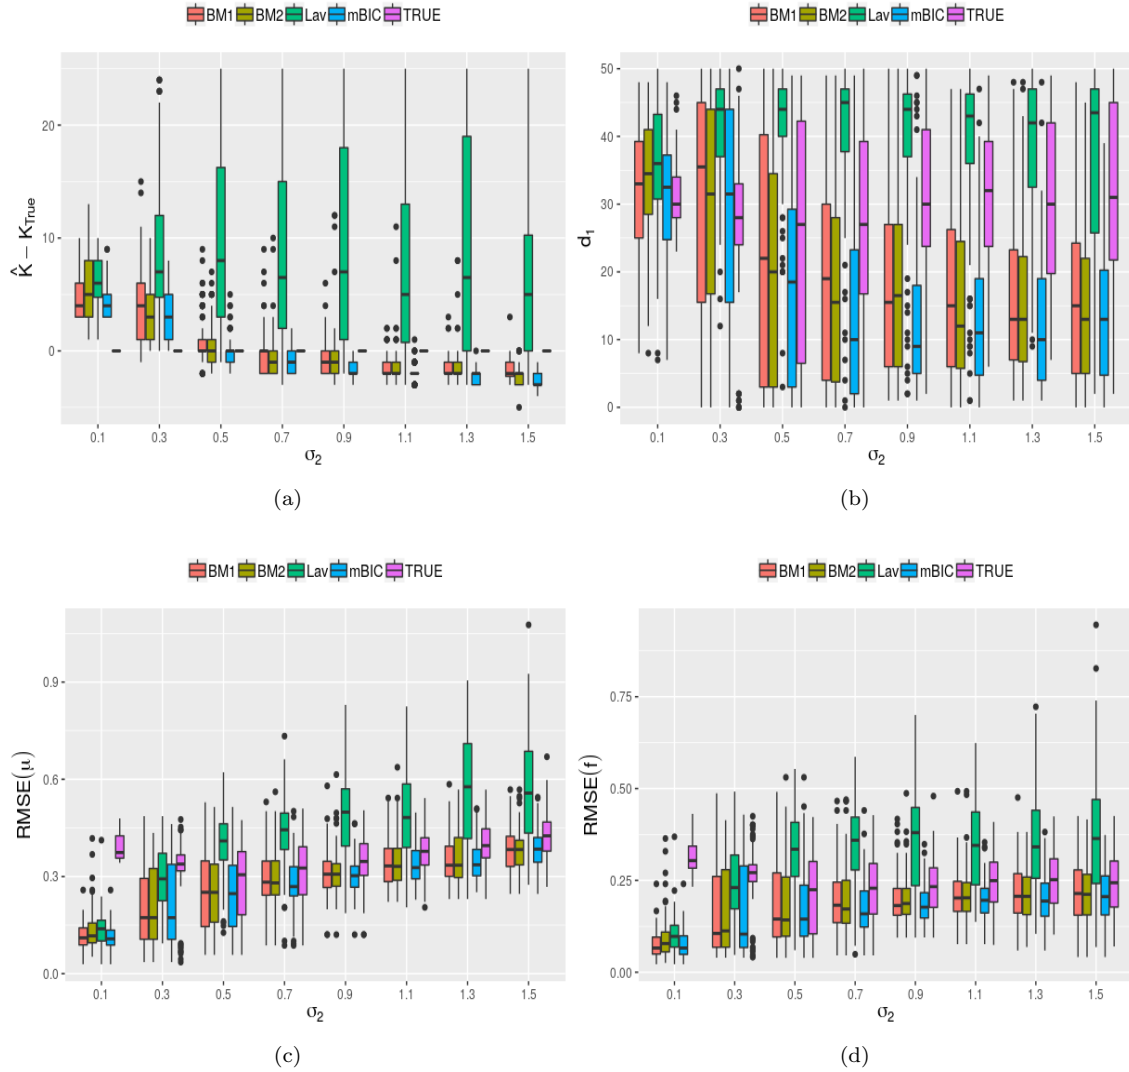 BM1 BM2 Lav mBIC TRUE
20
10
0
K̂ − K_True
0.1 0.3 0.5 0.7 0.9 1.1 1.3 1.5
σ₂
(a)
BM1 BM2 Lav mBIC TRUE
50
40
30
20
10
0
d₁
0.1 0.3 0.5 0.7 0.9 1.1 1.3 1.5
σ₂
(b)
BM1 BM2 Lav mBIC TRUE
0.9
0.6
0.3
0.0
RMSE(μ)
0.1 0.3 0.5 0.7 0.9 1.1 1.3 1.5
σ₂
(c)
BM1 BM2 Lav mBIC TRUE
0.75
0.50
0.25
0.00
RMSE(f)
0.1 0.3 0.5 0.7 0.9 1.1 1.3 1.5
σ₂
(d)